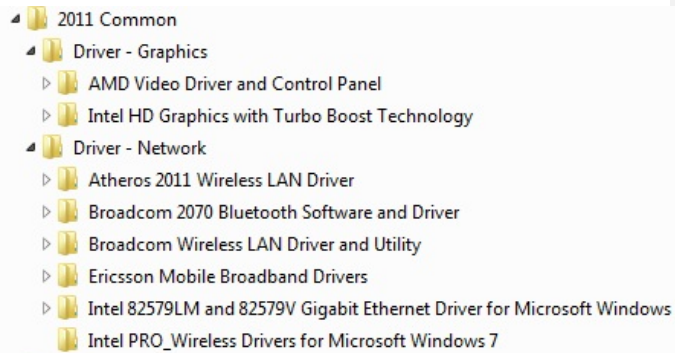 2011 Common
Driver - Graphics
AMD Video Driver and Control Panel
Intel HD Graphics with Turbo Boost Technology
Driver - Network
Atheros 2011 Wireless LAN Driver
Broadcom 2070 Bluetooth Software and Driver
Broadcom Wireless LAN Driver and Utility
Ericsson Mobile Broadband Drivers
Intel 82579LM and 82579V Gigabit Ethernet Driver for Microsoft Windows
Intel PRO_Wireless Drivers for Microsoft Windows 7